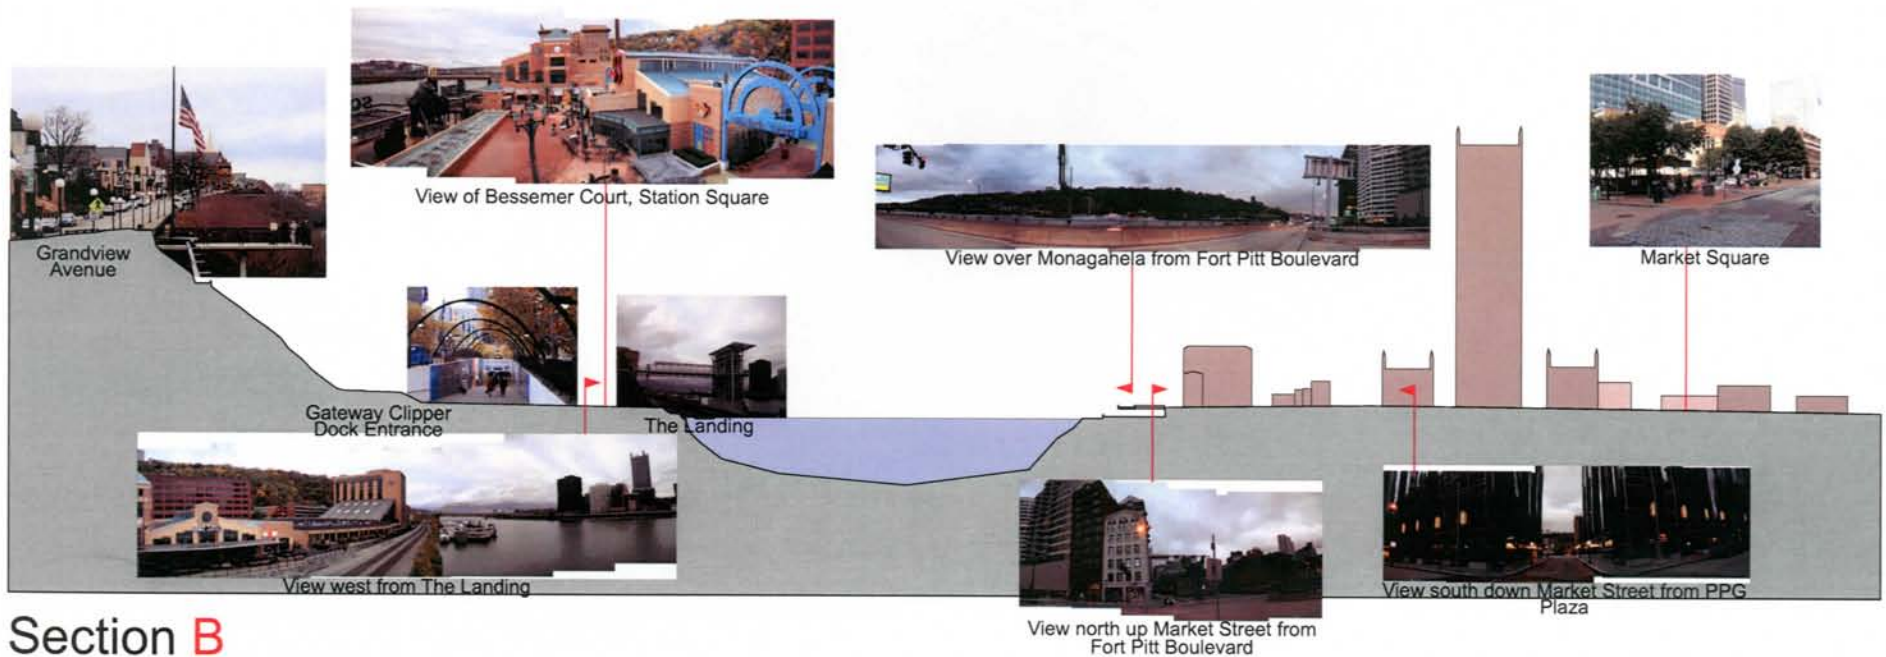 View of Bessemer Court, Station Square
Grandview
Avenue
View over Monagahela from Fort Pitt Boulevard
Market Square
Gateway Clipper
Dock Entrance
The Landing
View west from The Landing
View south down Market Street from PPG
Plaza
View north up Market Street from
Fort Pitt Boulevard
Section B